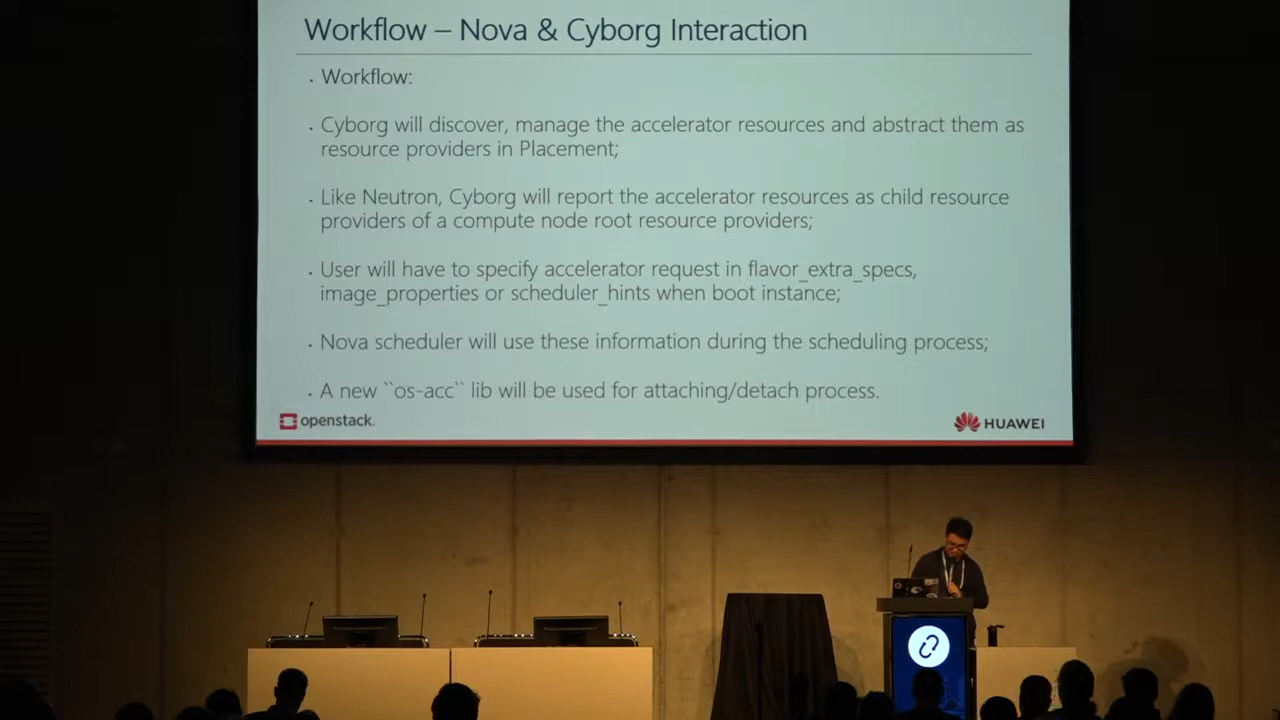 Workflow – Nova & Cyborg Interaction
. Workflow:
. Cyborg will discover, manage the accelerator resources and abstract them as
resource providers in Placement;
. Like Neutron, Cyborg will report the accelerator resources as child resource
providers of a compute node root resource providers;
. User will have to specify accelerator request in flavor_extra_specs,
image_properties or scheduler_hints when boot instance;
. Nova scheduler will use these information during the scheduling process;
. A new ``os-acc`` lib will be used for attaching/detach process.
openstack.
HUAWEI